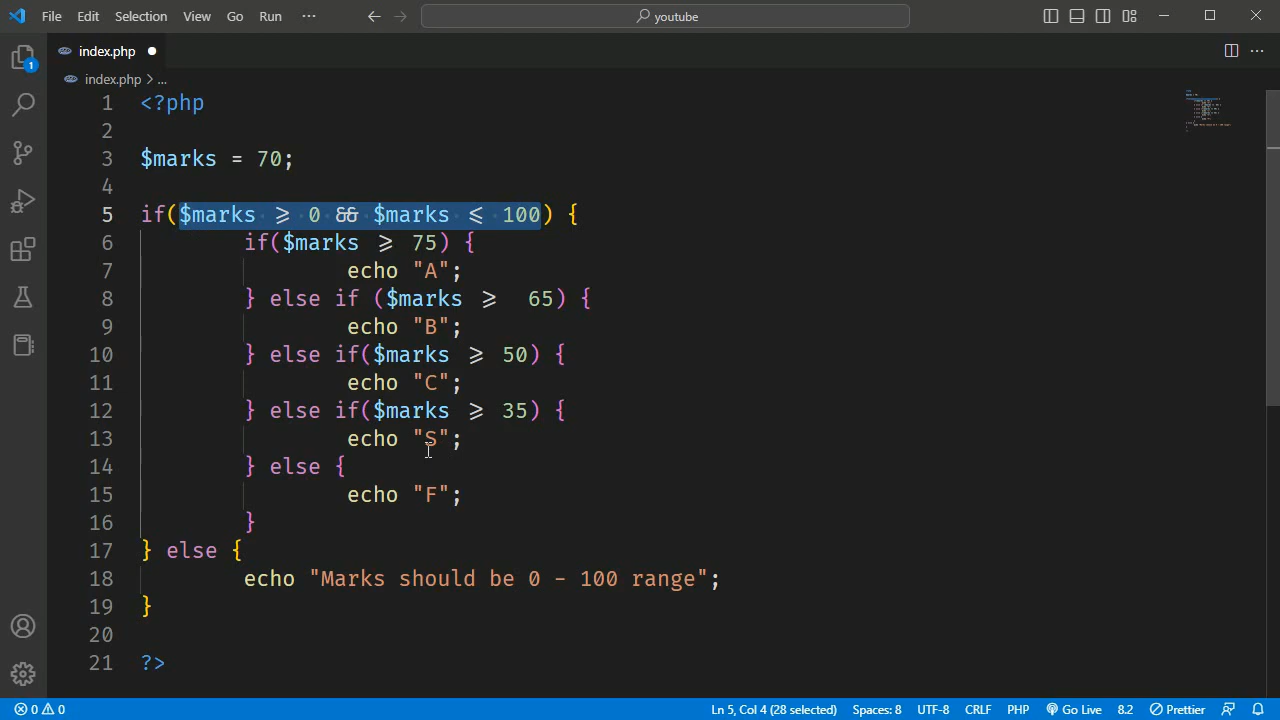 File Edit Selection View Go Run ··· youtube
index.php
index.php > ...
1 <?php
2
3 $marks = 70;
4
5 if($marks >= 0 && $marks <= 100) {
6 if($marks >= 75) {
7 echo "A";
8 } else if ($marks >=  65) {
9 echo "B";
10 } else if($marks >= 50) {
11 echo "C";
12 } else if($marks >= 35) {
13 echo "S";
14 } else {
15 echo "F";
16 }
17 } else {
18 echo "Marks should be 0 - 100 range";
19 }
20
21 ?>
1
0 0 Ln 5, Col 4 (28 selected) Spaces: 8 UTF-8 CRLF PHP Go Live 8.2 Prettier